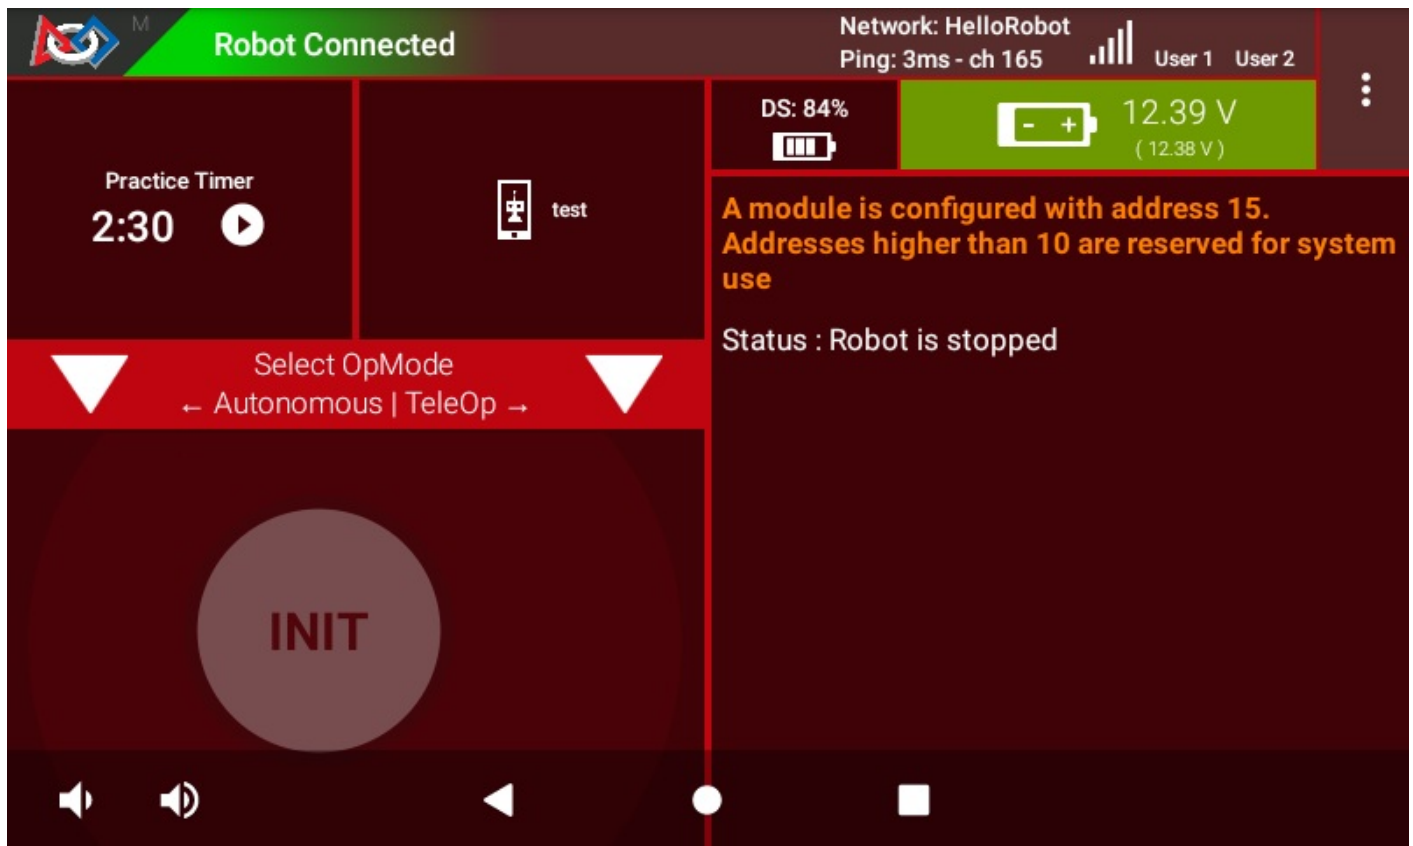 M
Robot Connected
Network: HelloRobot
Ping: 3ms - ch 165
User 1 User 2
Practice Timer
2:30
test
DS: 84%
- +
12.39 V
( 12.38 V )
Select OpMode
← Autonomous | TeleOp →
INIT
A module is configured with address 15.
Addresses higher than 10 are reserved for system
use
Status : Robot is stopped